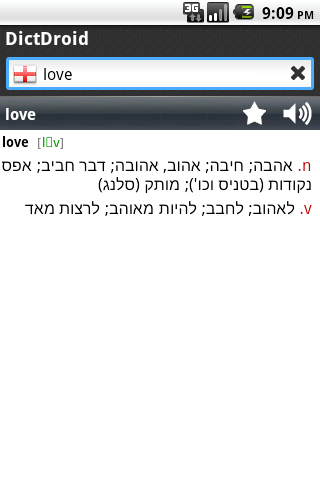 3G 9:09 PM
DictDroid
love
love
love [l▯v]
n. אהבה; חיבה; אהוב, אהובה; דבר חביב; אפס
נקודות (בטניס וכו'); מותק (סלנג)
v. לאהוב; לחבב; להיות מאוהב; לרצות מאד